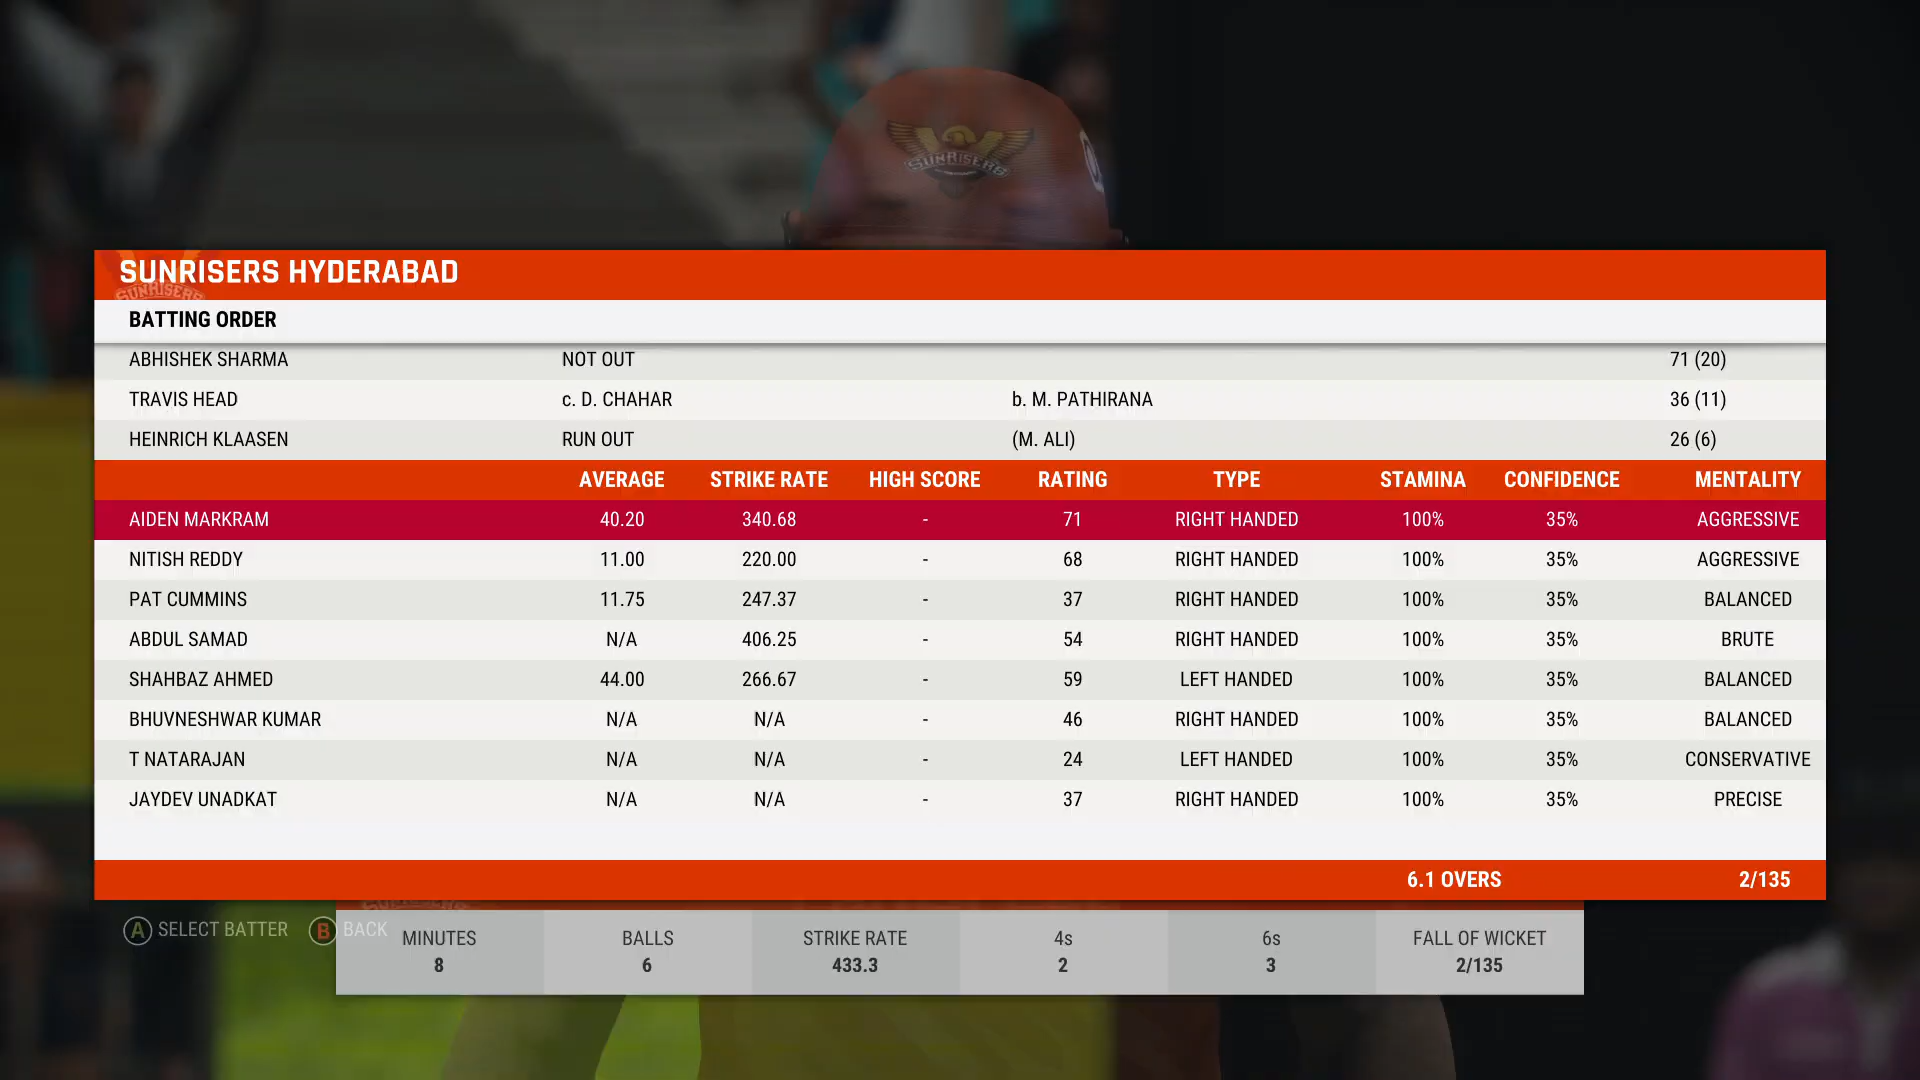 SUNRISERS
SUNRISERS HYDERABAD
SUNRISERS
BATTING ORDER
ABHISHEK SHARMA NOT OUT 71 (20)
TRAVIS HEAD c. D. CHAHAR b. M. PATHIRANA 36 (11)
HEINRICH KLAASEN RUN OUT (M. ALI) 26 (6)
AVERAGE STRIKE RATE HIGH SCORE RATING TYPE STAMINA CONFIDENCE MENTALITY
AIDEN MARKRAM 40.20 340.68 - 71 RIGHT HANDED 100% 35% AGGRESSIVE
NITISH REDDY 11.00 220.00 - 68 RIGHT HANDED 100% 35% AGGRESSIVE
PAT CUMMINS 11.75 247.37 - 37 RIGHT HANDED 100% 35% BALANCED
ABDUL SAMAD N/A 406.25 - 54 RIGHT HANDED 100% 35% BRUTE
SHAHBAZ AHMED 44.00 266.67 - 59 LEFT HANDED 100% 35% BALANCED
BHUVNESHWAR KUMAR N/A N/A - 46 RIGHT HANDED 100% 35% BALANCED
T NATARAJAN N/A N/A - 24 LEFT HANDED 100% 35% CONSERVATIVE
JAYDEV UNADKAT N/A N/A - 37 RIGHT HANDED 100% 35% PRECISE
6.1 OVERS 2/135
A SELECT BATTER B BACK
MINUTES BALLS STRIKE RATE 4s 6s FALL OF WICKET
8 6 433.3 2 3 2/135